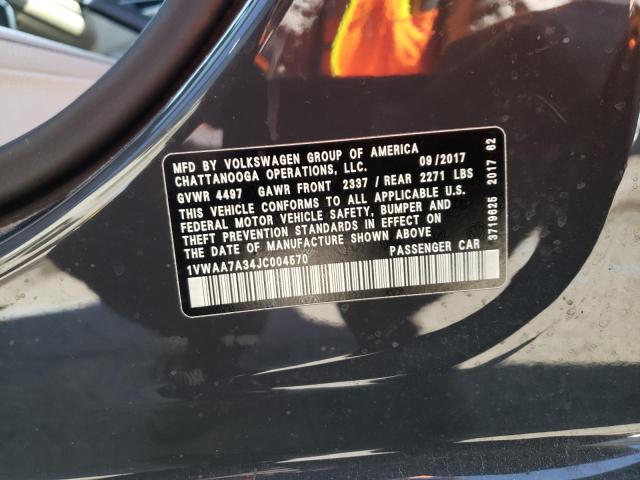 MFD BY VOLKSWAGEN GROUP OF AMERICA
CHATTANOOGA OPERATIONS, LLC. 09/2017
GVWR 4497 GAWR FRONT 2337 / REAR 2271 LBS
THIS VEHICLE CONFORMS TO ALL APPLICABLE U.S.
FEDERAL MOTOR VEHICLE SAFETY, BUMPER AND
THEFT PREVENTION STANDARDS IN EFFECT ON
THE DATE OF MANUFACTURE SHOWN ABOVE
1VWAA7A34JC004570 PASSENGER CAR
3719625 2017 62